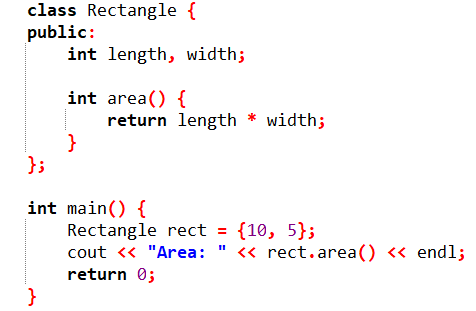 class Rectangle {
public:
    int length, width;

    int area() {
        return length * width;
    }
};

int main() {
    Rectangle rect = {10, 5};
    cout << "Area: " << rect.area() << endl;
    return 0;
}